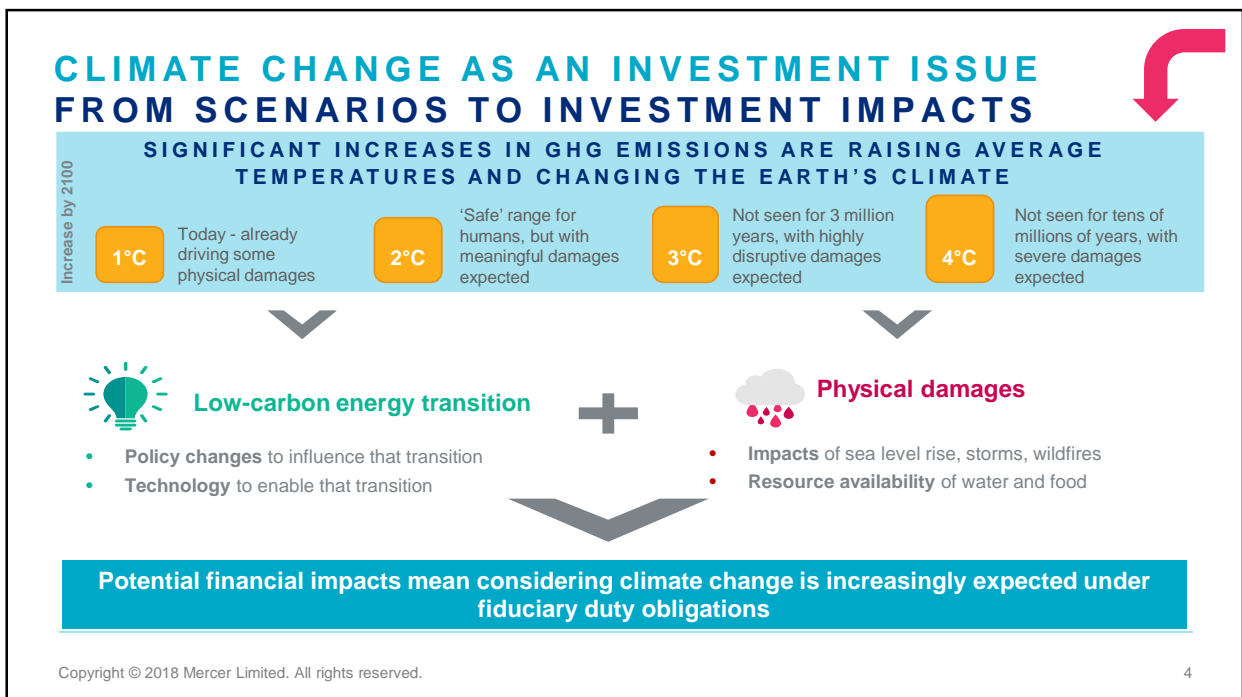 CLIMATE CHANGE AS AN INVESTMENT ISSUE
FROM SCENARIOS TO INVESTMENT IMPACTS
SIGNIFICANT INCREASES IN GHG EMISSIONS ARE RAISING AVERAGE
TEMPERATURES AND CHANGING THE EARTH’S CLIMATE
Increase by 2100
1°C
Today - already
driving some
physical damages
2°C
‘Safe’ range for
humans, but with
meaningful damages
expected
3°C
Not seen for 3 million
years, with highly
disruptive damages
expected
4°C
Not seen for tens of
millions of years, with
severe damages
expected
Low-carbon energy transition
• Policy changes to influence that transition
• Technology to enable that transition
Physical damages
• Impacts of sea level rise, storms, wildfires
• Resource availability of water and food
Potential financial impacts mean considering climate change is increasingly expected under
fiduciary duty obligations
Copyright © 2018 Mercer Limited. All rights reserved.
4